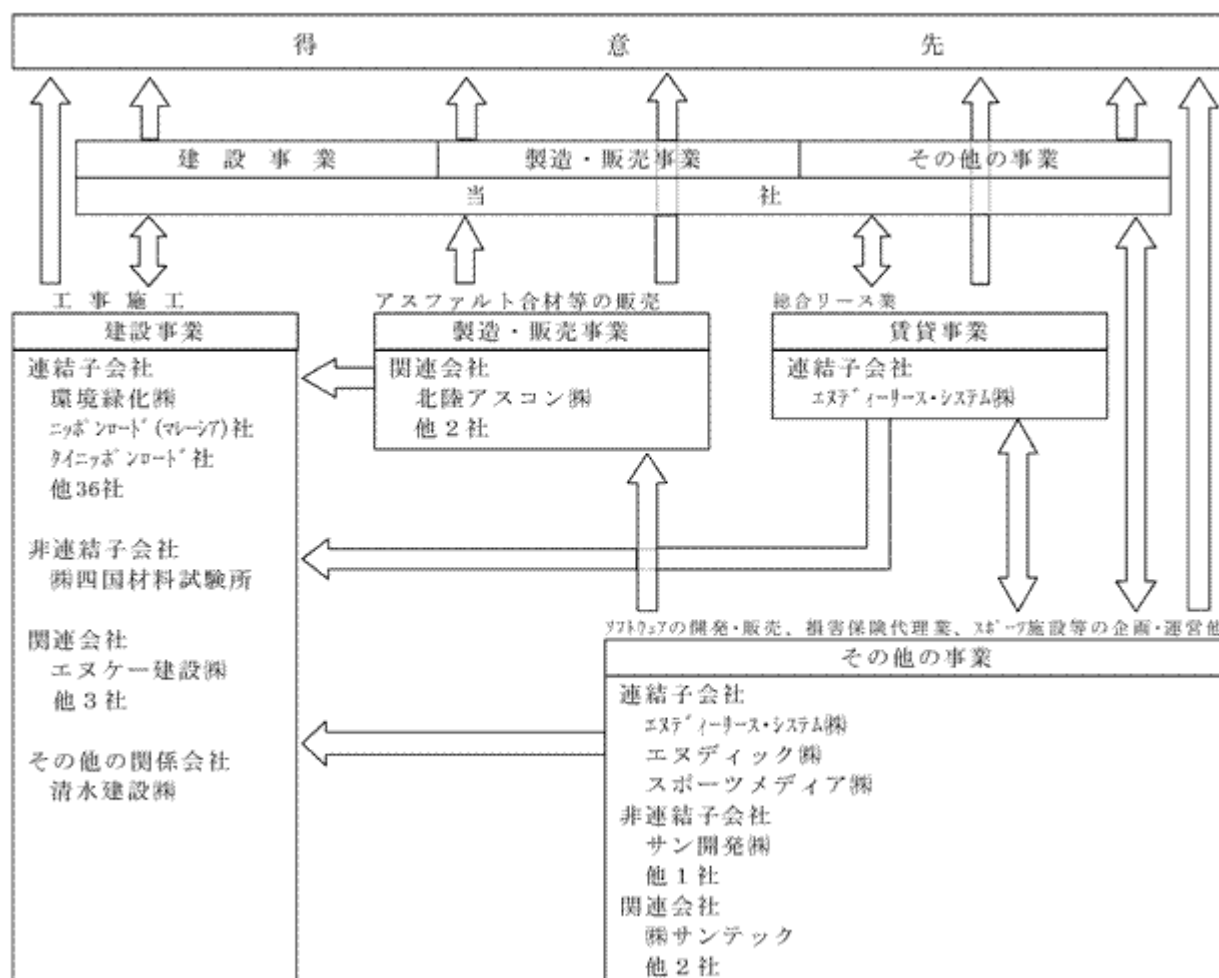 得意先
建設事業
製造・販売事業
その他の事業
当社
工事施工
建設事業
連結子会社
環境緑化㈱
ﾆｯﾎﾟﾝﾛｰﾄﾞ(ﾏﾚｰｼｱ)社
ﾀｲﾆｯﾎﾟﾝﾛｰﾄﾞ社
他36社
非連結子会社
㈱四国材料試験所
関連会社
エヌケー建設㈱
他３社
その他の関係会社
清水建設㈱
アスファルト合材等の販売
製造・販売事業
関連会社
北陸アスコン㈱
他２社
総合リース業
賃貸事業
連結子会社
ｴﾇﾃﾞｨｰﾘｰｽ・ｼｽﾃﾑ㈱
ｿﾌﾄｳｪｱの開発・販売、損害保険代理業、ｽﾎﾟｰﾂ施設等の企画・運営他
その他の事業
連結子会社
ｴﾇﾃﾞｨｰﾘｰｽ・ｼｽﾃﾑ㈱
エヌディック㈱
スポーツメディア㈱
非連結子会社
サン開発㈱
他１社
関連会社
㈱サンテック
他２社